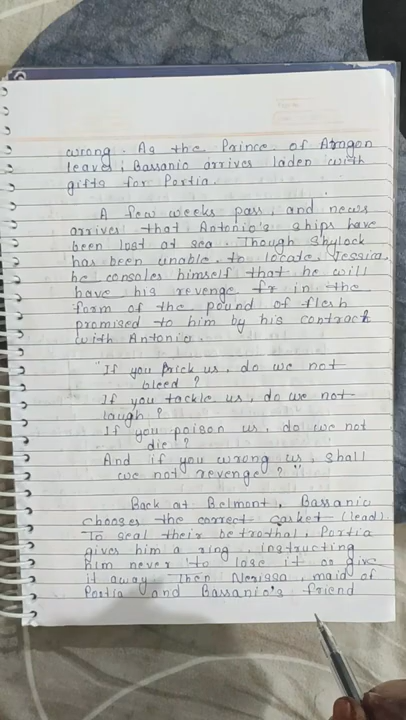 wrong. As the Prince of Arragon
leaves, Bassanio arrives laden with
gifts for Portia.
A few weeks pass, and news
arrives that Antonio's ships have
been lost at sea. Though Shylock
has been unable to locate Jessica,
he consoles himself that he will
have his revenge in the
form of the pound of flesh
promised to him by his contract
with Antonio.
"If you prick us, do we not
bleed?
If you tackle us, do we not
laugh?
If you poison us, do we not
die?
And if you wrong us, shall
we not revenge?"
Back at Belmont, Bassanio
chooses the correct casket (lead).
To seal their betrothal, Portia
gives him a ring, instructing
him never to lose it or give
it away. Then Nerissa, maid of
Portia and Bassanio's friend